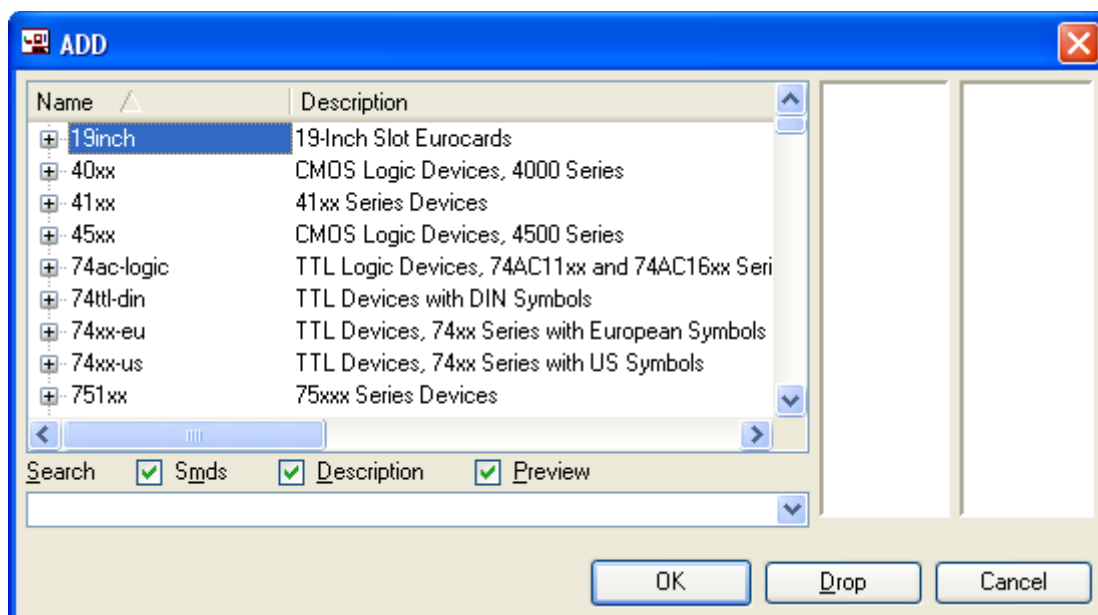 ADD
Name Description
19inch 19-Inch Slot Eurocards
40xx CMOS Logic Devices, 4000 Series
41xx 41xx Series Devices
45xx CMOS Logic Devices, 4500 Series
74ac-logic TTL Logic Devices, 74AC11xx and 74AC16xx Seri
74ttl-din TTL Devices with DIN Symbols
74xx-eu TTL Devices, 74xx Series with European Symbols
74xx-us TTL Devices, 74xx Series with US Symbols
751xx 75xxx Series Devices
Search Smds Description Preview
OK Drop Cancel